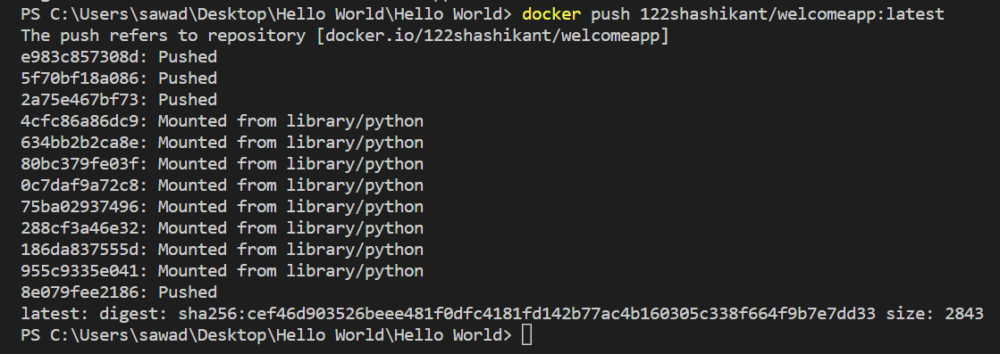 PS C:\Users\sawad\Desktop\Hello World\Hello World> docker push 122shashikant/welcomeapp:latest
The push refers to repository [docker.io/122shashikant/welcomeapp]
e983c857308d: Pushed
5f70bf18a086: Pushed
2a75e467bf73: Pushed
4cfc86a86dc9: Mounted from library/python
634bb2b2ca8e: Mounted from library/python
80bc379fe03f: Mounted from library/python
0c7daf9a72c8: Mounted from library/python
75ba02937496: Mounted from library/python
288cf3a46e32: Mounted from library/python
186da837555d: Mounted from library/python
955c9335e041: Mounted from library/python
8e079fee2186: Pushed
latest: digest: sha256:cef46d903526beee481f0dfc4181fd142b77ac4b160305c338f664f9b7e7dd33 size: 2843
PS C:\Users\sawad\Desktop\Hello World\Hello World>